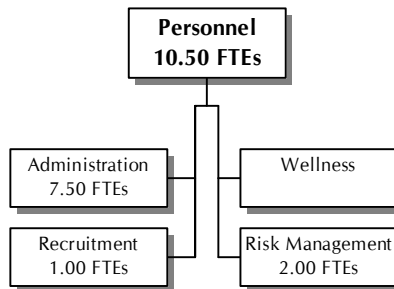 Personnel
10.50 FTEs
Administration
7.50 FTEs
Wellness
Recruitment
1.00 FTEs
Risk Management
2.00 FTEs